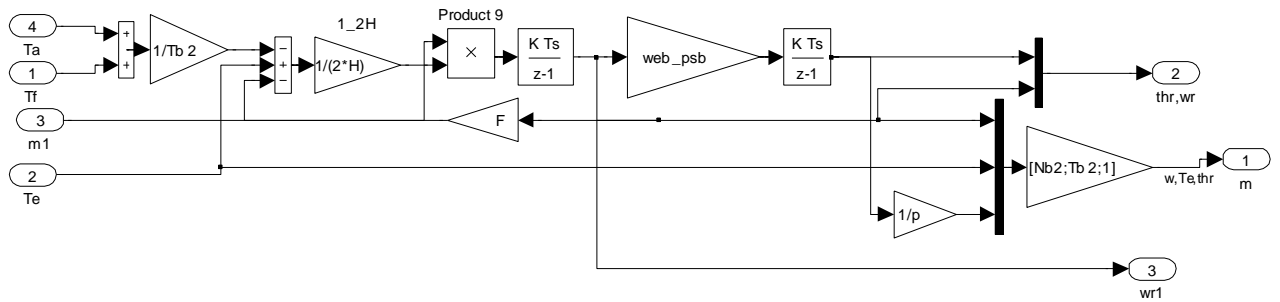 4
Ta
1
Tf
3
m1
2
Te
+
+
1/Tb 2
−
+
−
1_2H
1/(2*H)
Product 9
×
K Ts
z-1
web_psb
K Ts
z-1
F
1/p
[Nb2;Tb 2;1]
2
thr,wr
w,Te,thr
1
m
3
wr1